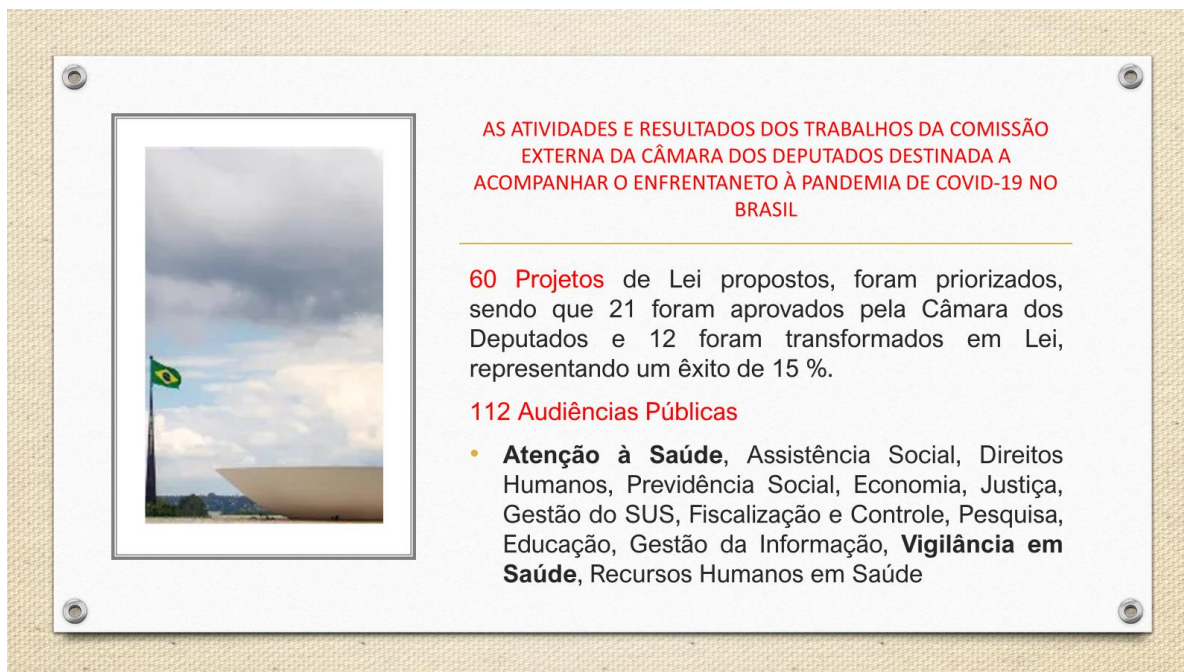 AS ATIVIDADES E RESULTADOS DOS TRABALHOS DA COMISSÃO
EXTERNA DA CÂMARA DOS DEPUTADOS DESTINADA A
ACOMPANHAR O ENFRENTANETO À PANDEMIA DE COVID-19 NO
BRASIL
60 Projetos de Lei propostos, foram priorizados,
sendo que 21 foram aprovados pela Câmara dos
Deputados e 12 foram transformados em Lei,
representando um êxito de 15 %.
112 Audiências Públicas
• Atenção à Saúde, Assistência Social, Direitos
Humanos, Previdência Social, Economia, Justiça,
Gestão do SUS, Fiscalização e Controle, Pesquisa,
Educação, Gestão da Informação, Vigilância em
Saúde, Recursos Humanos em Saúde